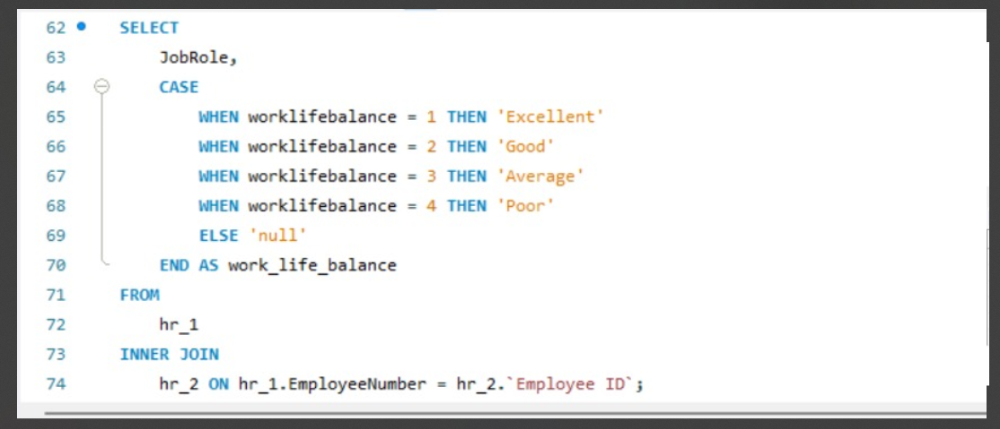 62 SELECT
63 JobRole,
64 CASE
65 WHEN worklifebalance = 1 THEN 'Excellent'
66 WHEN worklifebalance = 2 THEN 'Good'
67 WHEN worklifebalance = 3 THEN 'Average'
68 WHEN worklifebalance = 4 THEN 'Poor'
69 ELSE 'null'
70 END AS work_life_balance
71 FROM
72 hr_1
73 INNER JOIN
74 hr_2 ON hr_1.EmployeeNumber = hr_2.`Employee ID`;